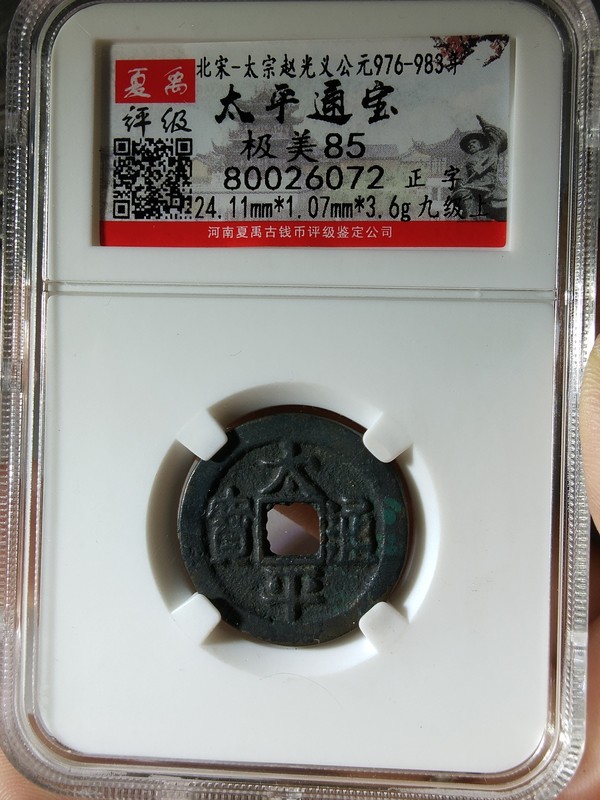 夏禹
评级
北宋-太宗赵光义公元976-983年
太平通宝
极美85
80026072 正字
24.11mm*1.07mm*3.6g九级上
河南夏禹古钱币评级鉴定公司
太
寶 通
平